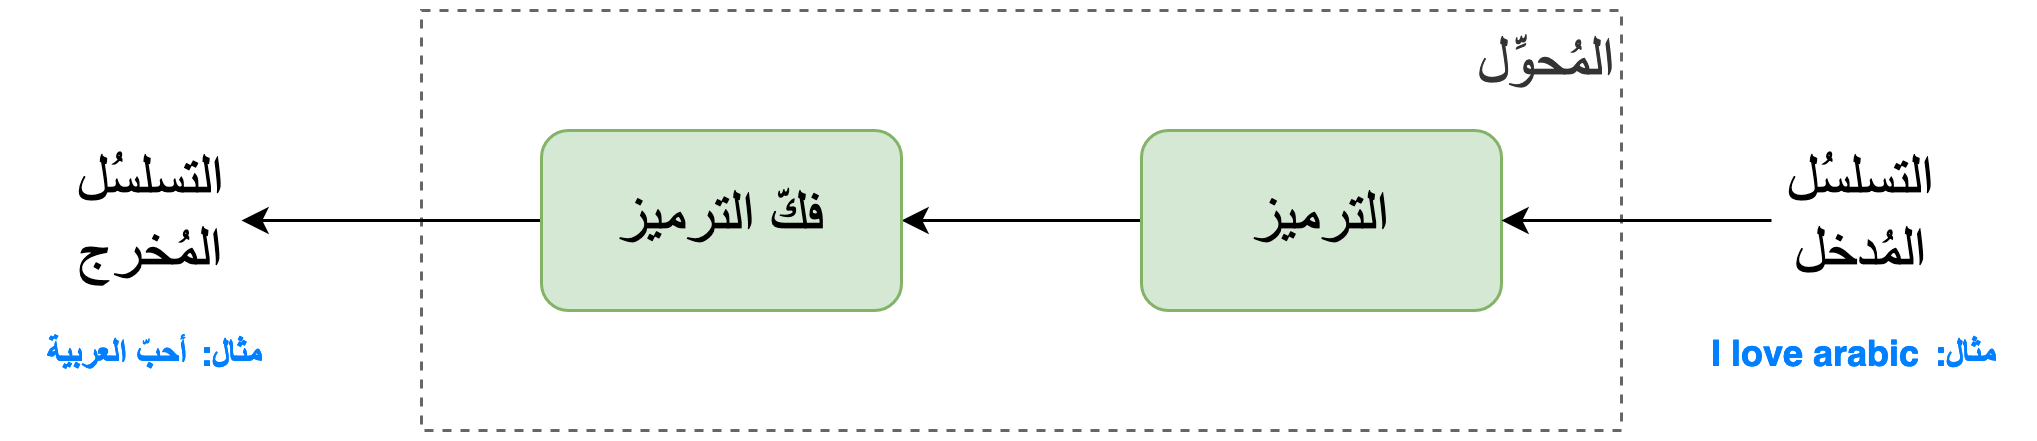 المُحوِّل
التسلسُل
المُدخل
مثال: I love arabic
الترميز
فكّ الترميز
التسلسُل
المُخرج
مثال: أحبّ العربية